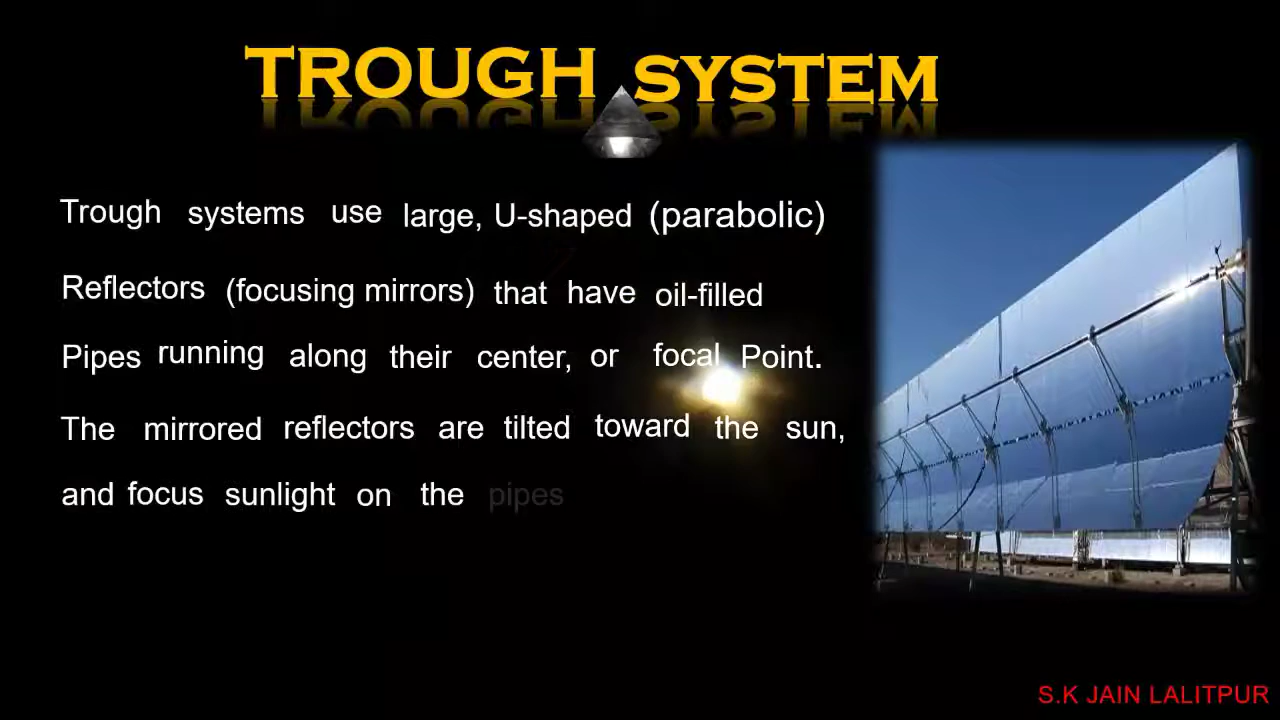 TROUGH SYSTEM
Trough systems use large, U-shaped (parabolic)
Reflectors (focusing mirrors) that have oil-filled
Pipes running along their center, or focal Point.
The mirrored reflectors are tilted toward the sun,
and focus sunlight on the pipes
S.K JAIN LALITPUR